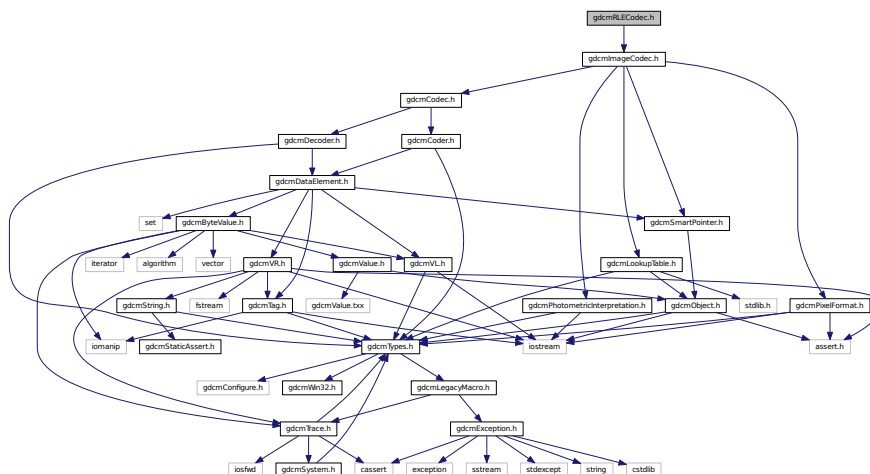 gdcmRLECodec.h
gdcmImageCodec.h
gdcmCodec.h
gdcmDecoder.h
gdcmCoder.h
gdcmDataElement.h
set
gdcmByteValue.h
gdcmSmartPointer.h
iterator
algorithm
vector
gdcmVR.h
gdcmValue.h
gdcmVL.h
gdcmLookupTable.h
gdcmString.h
fstream
gdcmTag.h
gdcmValue.txx
gdcmPhotometricInterpretation.h
gdcmObject.h
stdlib.h
gdcmPixelFormat.h
iomanip
gdcmStaticAssert.h
gdcmTypes.h
iostream
assert.h
gdcmConfigure.h
gdcmWin32.h
gdcmLegacyMacro.h
gdcmTrace.h
gdcmException.h
iosfwd
gdcmSystem.h
cassert
exception
sstream
stdexcept
string
cstdlib